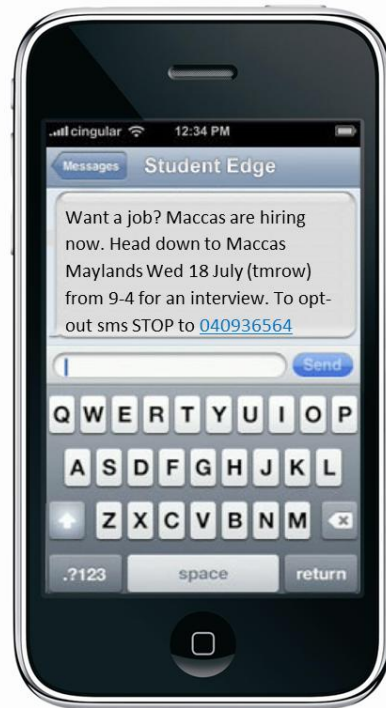 cingular 12:34 PM
Messages Student Edge
Want a job? Maccas are hiring
now. Head down to Maccas
Maylands Wed 18 July (tmrow)
from 9-4 for an interview. To opt-
out sms STOP to 040936564
Send
Q W E R T Y U I O P
A S D F G H J K L
Z X C V B N M
.?123 space return